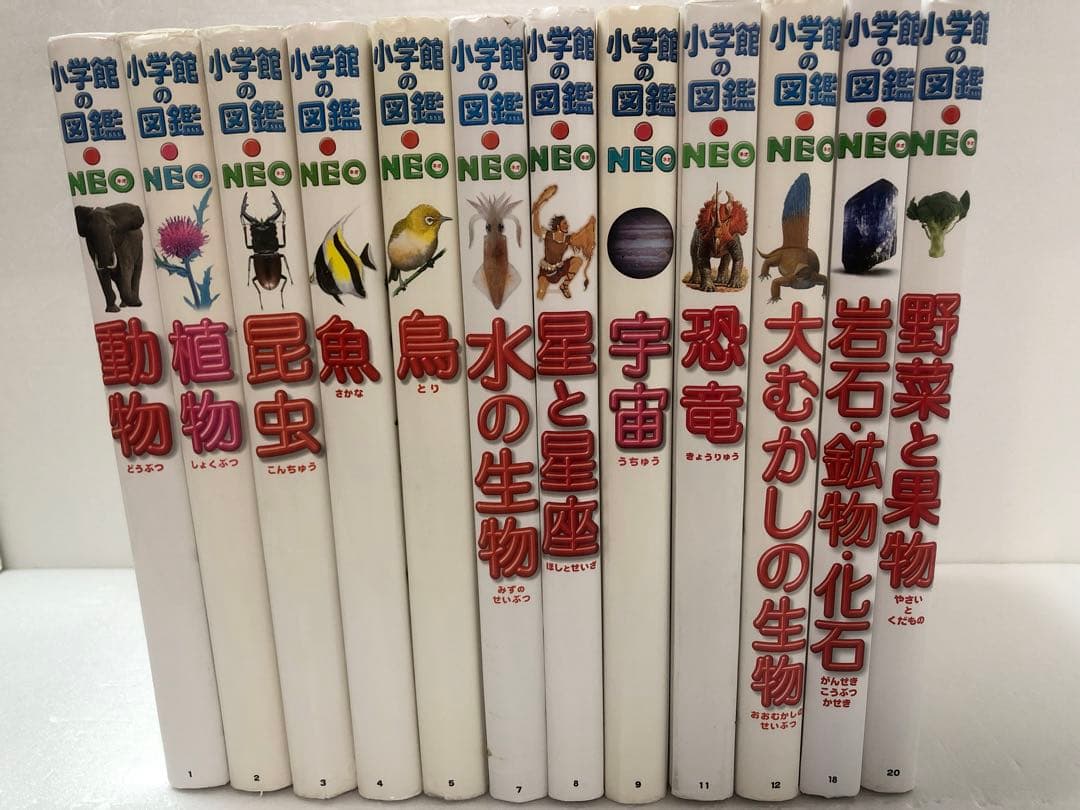 小学館の図鑑
NEO
動物
どうぶつ
1
小学館の図鑑
NEO
植物
しょくぶつ
2
小学館の図鑑
NEO
昆虫
こんちゅう
3
小学館の図鑑
NEO
魚
さかな
4
小学館の図鑑
NEO
鳥
とり
5
小学館の図鑑
NEO
水の生物
みずの
せいぶつ
7
小学館の図鑑
NEO
星と星座
ほしとせいざ
8
小学館の図鑑
NEO
宇宙
うちゅう
9
小学館の図鑑
NEO
恐竜
きょうりゅう
11
小学館の図鑑
NEO
大むかしの生物
おおむかしの
せいぶつ
12
小学館の図鑑
NEO
岩石・鉱物・化石
がんせき
こうぶつ
かせき
18
小学館の図鑑
NEO
野菜と果物
やさい
と
くだもの
20